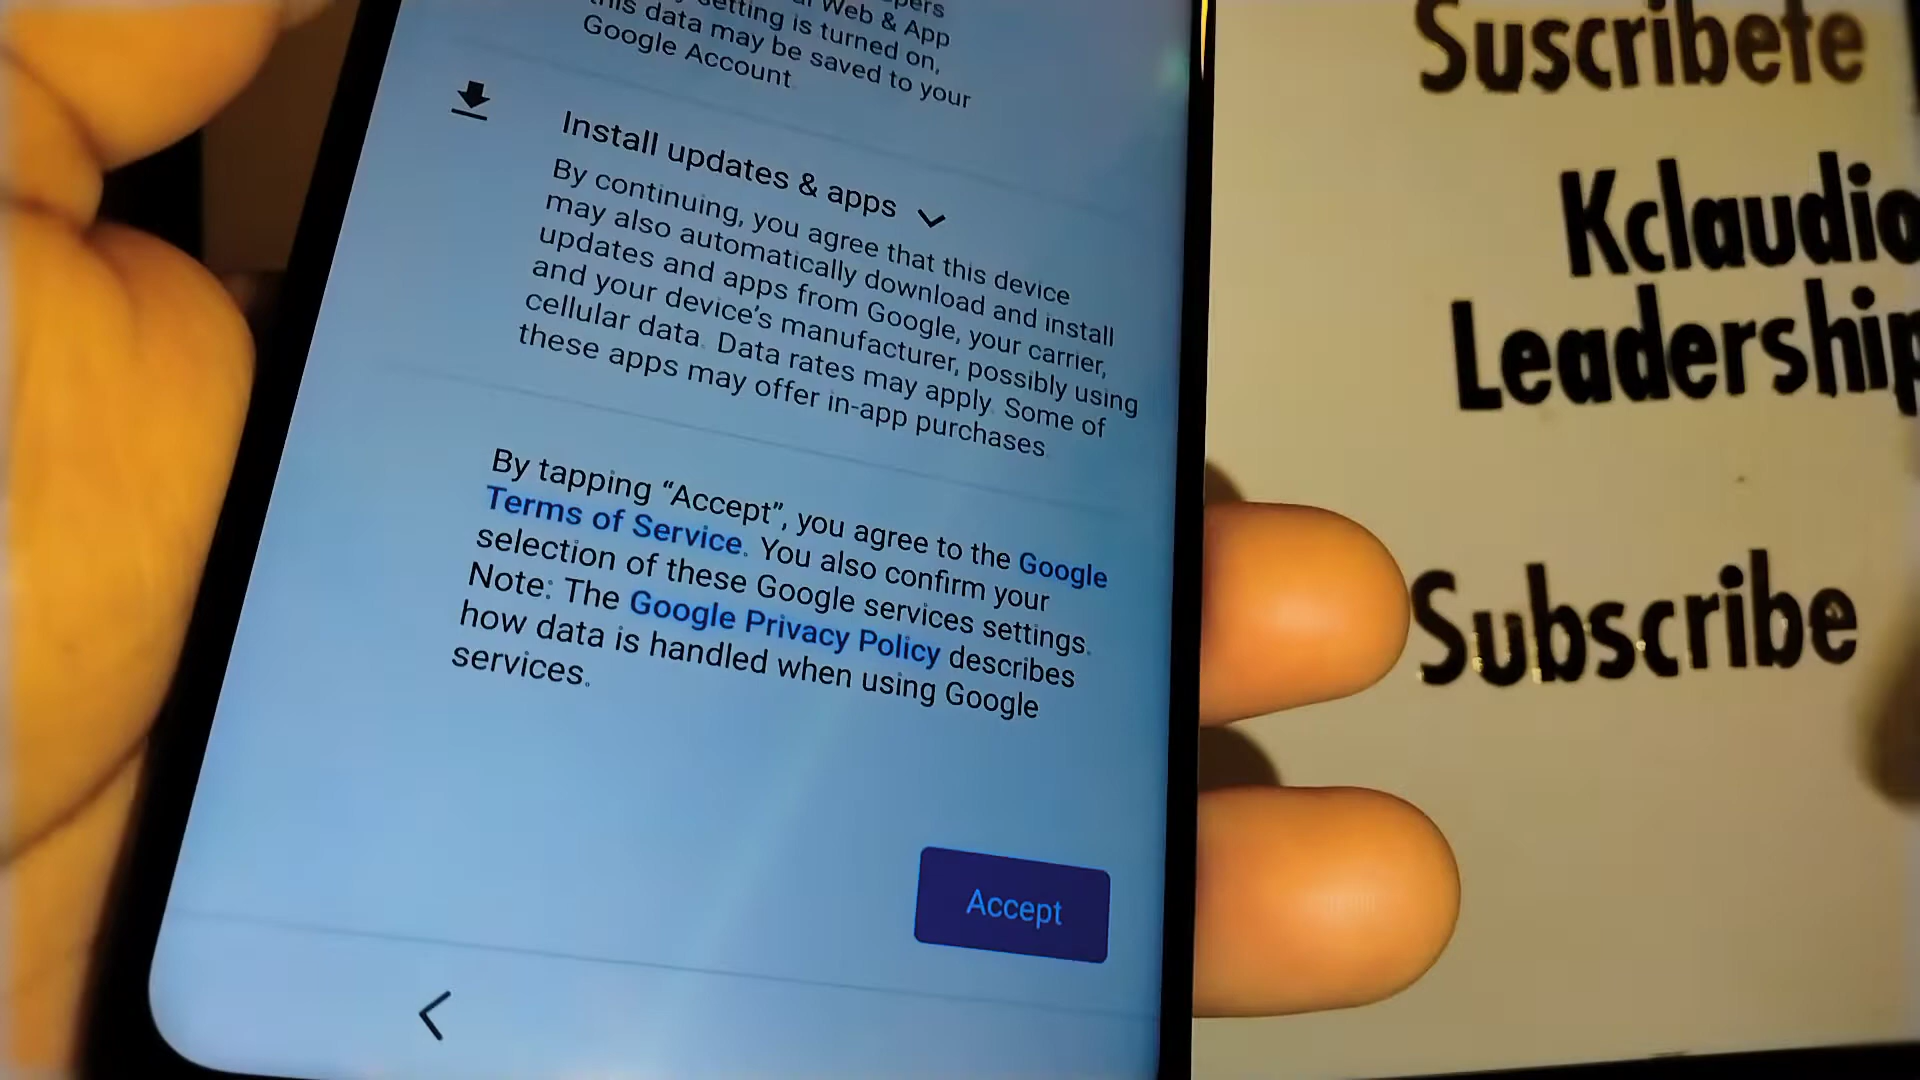 Web & App
setting is turned on,
this data may be saved to your
Google Account
Install updates & apps
By continuing, you agree that this device
may also automatically download and install
updates and apps from Google, your carrier,
and your device's manufacturer, possibly using
cellular data. Data rates may apply. Some of
these apps may offer in-app purchases.
By tapping “Accept”, you agree to the Google
Terms of Service. You also confirm your
selection of these Google services settings.
Note: The Google Privacy Policy describes
how data is handled when using Google
services.
Accept
Suscribete
Kclaudio
Leadership
Subscribe